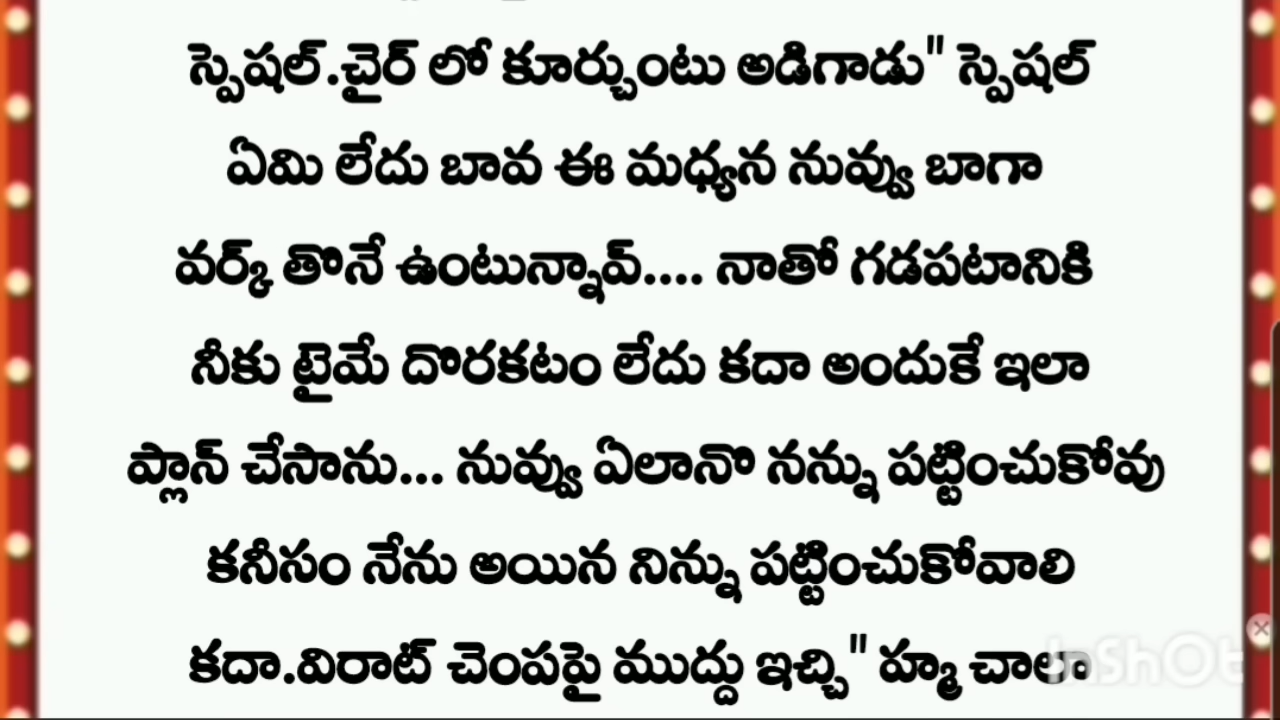 స్పెషల్.చైర్ లో కూర్చుంటు అడిగాడు" స్పెషల్
ఏమి లేదు బావ ఈ మధ్యన నువ్వు బాగా
వర్క్ తొనే ఉంటున్నావ్.... నాతో గడపటానికి
నీకు టైమే దొరకటం లేదు కదా అందుకే ఇలా
ప్లాన్ చేసాను... నువ్వు ఏలానొ నన్ను పట్టించుకోవు
కనీసం నేను అయిన నిన్ను పట్టించుకోవాలి
కదా.విరాట్ చెంపపై ముద్దు ఇచ్చి" హ్మ చాలా
InShOt